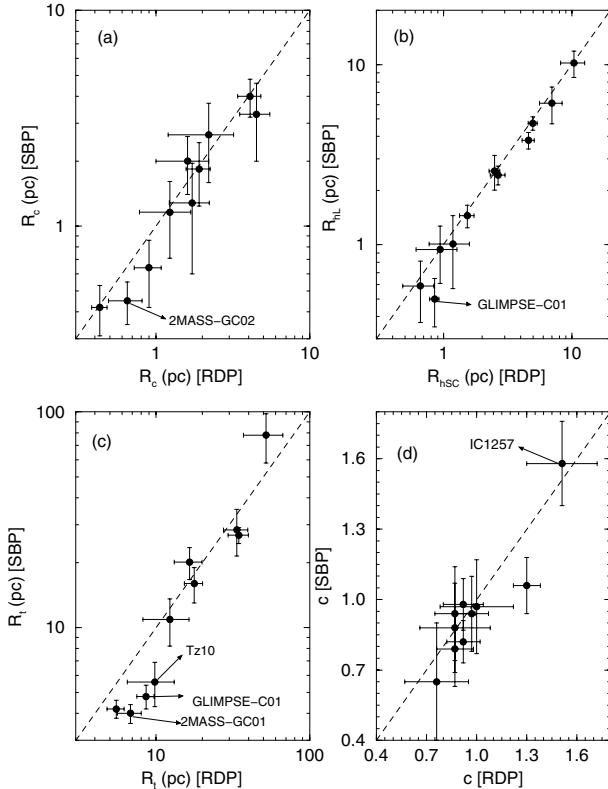 10
(a)
R_c (pc) [SBP]
1
2MASS-GC02
1
10
R_c (pc) [RDP]
(b)
10
R_hL (pc) [SBP]
1
GLIMPSE-C01
1
10
R_hSC (pc) [RDP]
100
(c)
R_t (pc) [SBP]
10
Tz10
GLIMPSE-C01
2MASS-GC01
10
100
R_t (pc) [RDP]
(d)
IC1257
1.6
1.3
c [SBP]
1.0
0.7
0.4
0.4
0.7
1.0
1.3
1.6
c [RDP]